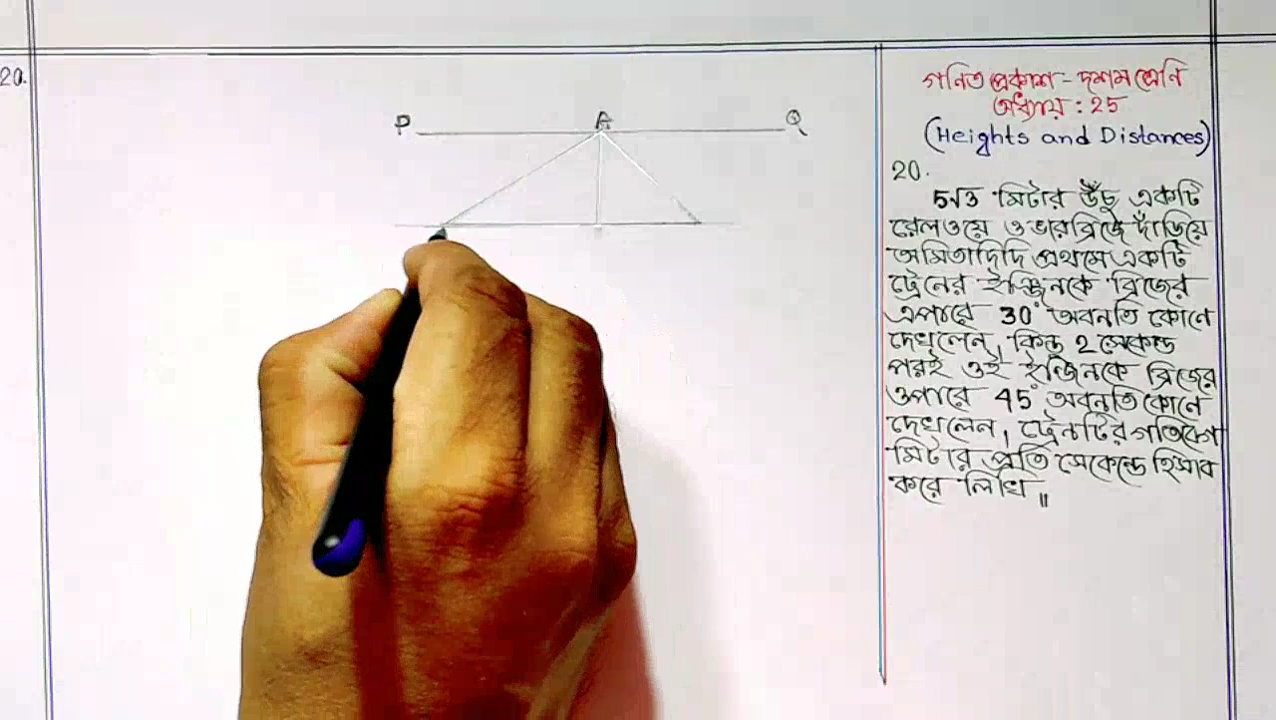 20.
P A Q
গণিত প্রকাশ - দশম শ্রেণি
অধ্যায় : 25
(Heights and Distances)
20.
5√3 মিটার উঁচু একটি
রেলওয়ে ওভারব্রিজে দাঁড়িয়ে
অমিতাদিদি প্রথমে একটি
ট্রেনের ইঞ্জিনকে ব্রিজের
এপারে 30° অবনতি কোণে
দেখলেন, কিন্তু 2 সেকেন্ড
পরই ওই ইঞ্জিনকে ব্রিজের
ওপারে 45° অবনতি কোণে
দেখলেন। ট্রেনটির গতিবেগ
মিটার প্রতি সেকেন্ডে হিসাব
করে লিখি॥